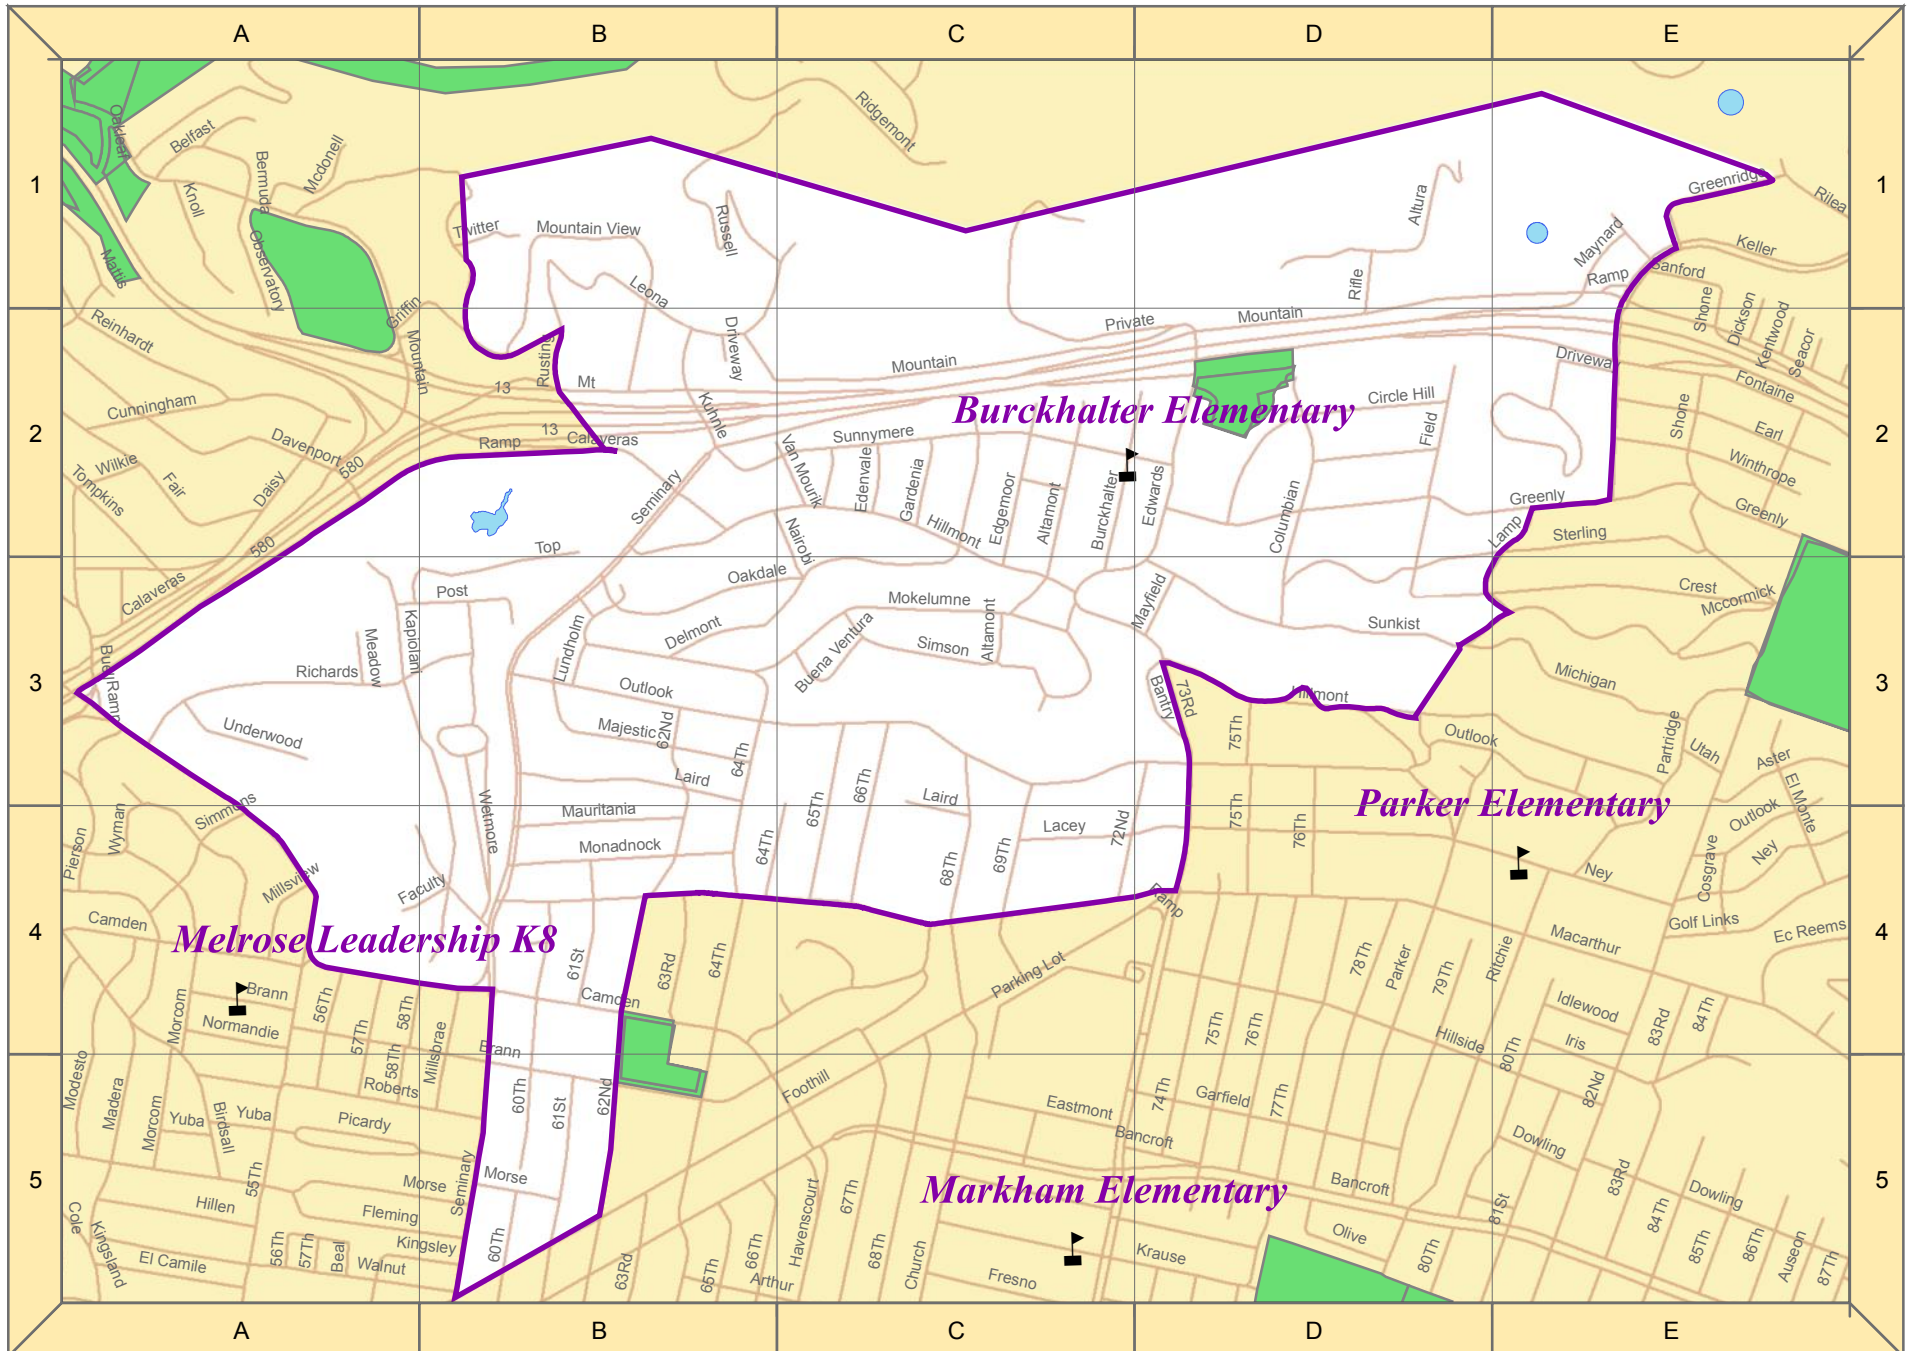 A B C D E
1
Oakleaf
Belfast
Bermuda
Mcdonell
Knoll
Observatory
Mattis
Griffin
Twitter
Mountain View
Russell
Leona
Ridgemont
Altura
Rifle
Maynard
Ramp
Greenridge
Rilea
Keller
Sanford
Shone
Dickson
Kentwood
Seacor
1
2
Reinhardt
Mountain
Rusting
Mt
13
Driveway
Private
Mountain
Mountain
Cunningham
Kuhnle
13
Ramp
Calaveras
Davenport
580
Wilkie
Fair
Tompkins
Daisy
580
Seminary
Van Mourik
Sunnymere
Edenvale
Gardenia
Hillmont
Edgemoor
Altamont
Burckhalter
Edwards
Burckhalter Elementary
Circle Hill
Field
Columbian
Driveway
Shone
Fontaine
Earl
Winthrope
Greenly
Greenly
Lamp
Sterling
2
3
Top
Nairobi
Calaveras
Post
Kapiolani
Meadow
Buell
Ramp
Richards
Underwood
Lundholm
Oakdale
Delmont
Mokelumne
Buena Ventura
Simson
Altamont
Mayfield
Sunkist
Crest
Mccormick
Outlook
Majestic
62Nd
64Th
Laird
Bantry
73Rd
Hillmont
75Th
Outlook
Michigan
Partridge
Utah
Aster
El Monte
3
4
Simmons
Wyman
Pierson
Millsview
Wetmore
Faculty
Mauritania
Monadnock
64Th
65Th
66Th
Laird
Lacey
68Th
69Th
72Nd
Ramp
75Th
76Th
Parker Elementary
Outlook
Ney
Ney
Cosgrave
Golf Links
Ec Reems
Macarthur
Camden
Melrose Leadership K8
Morcom
Brann
Normandie
56Th
57Th
58Th
58Th
Millsbrae
61St
Camden
63Rd
64Th
Parking Lot
78Th
Parker
79Th
Ritchie
75Th
76Th
Hillside
Idlewood
Iris
83Rd
84Th
80Th
4
5
Modesto
Madera
Morcom
Yuba
Birdsall
Yuba
Roberts
Picardy
Brann
60Th
61St
62Nd
Foothill
Eastmont
74Th
Garfield
77Th
Bancroft
82Nd
Dowling
Morse
Morse
Seminary
55Th
Hillen
Fleming
Cole
Kingsland
El Camile
56Th
57Th
Beal
Walnut
Kingsley
60Th
63Rd
65Th
66Th
Arthur
Havenscourt
67Th
68Th
Church
Markham Elementary
Fresno
Krause
Bancroft
Olive
80Th
81St
83Rd
84Th
Dowling
85Th
86Th
Auseon
87Th
5
A B C D E